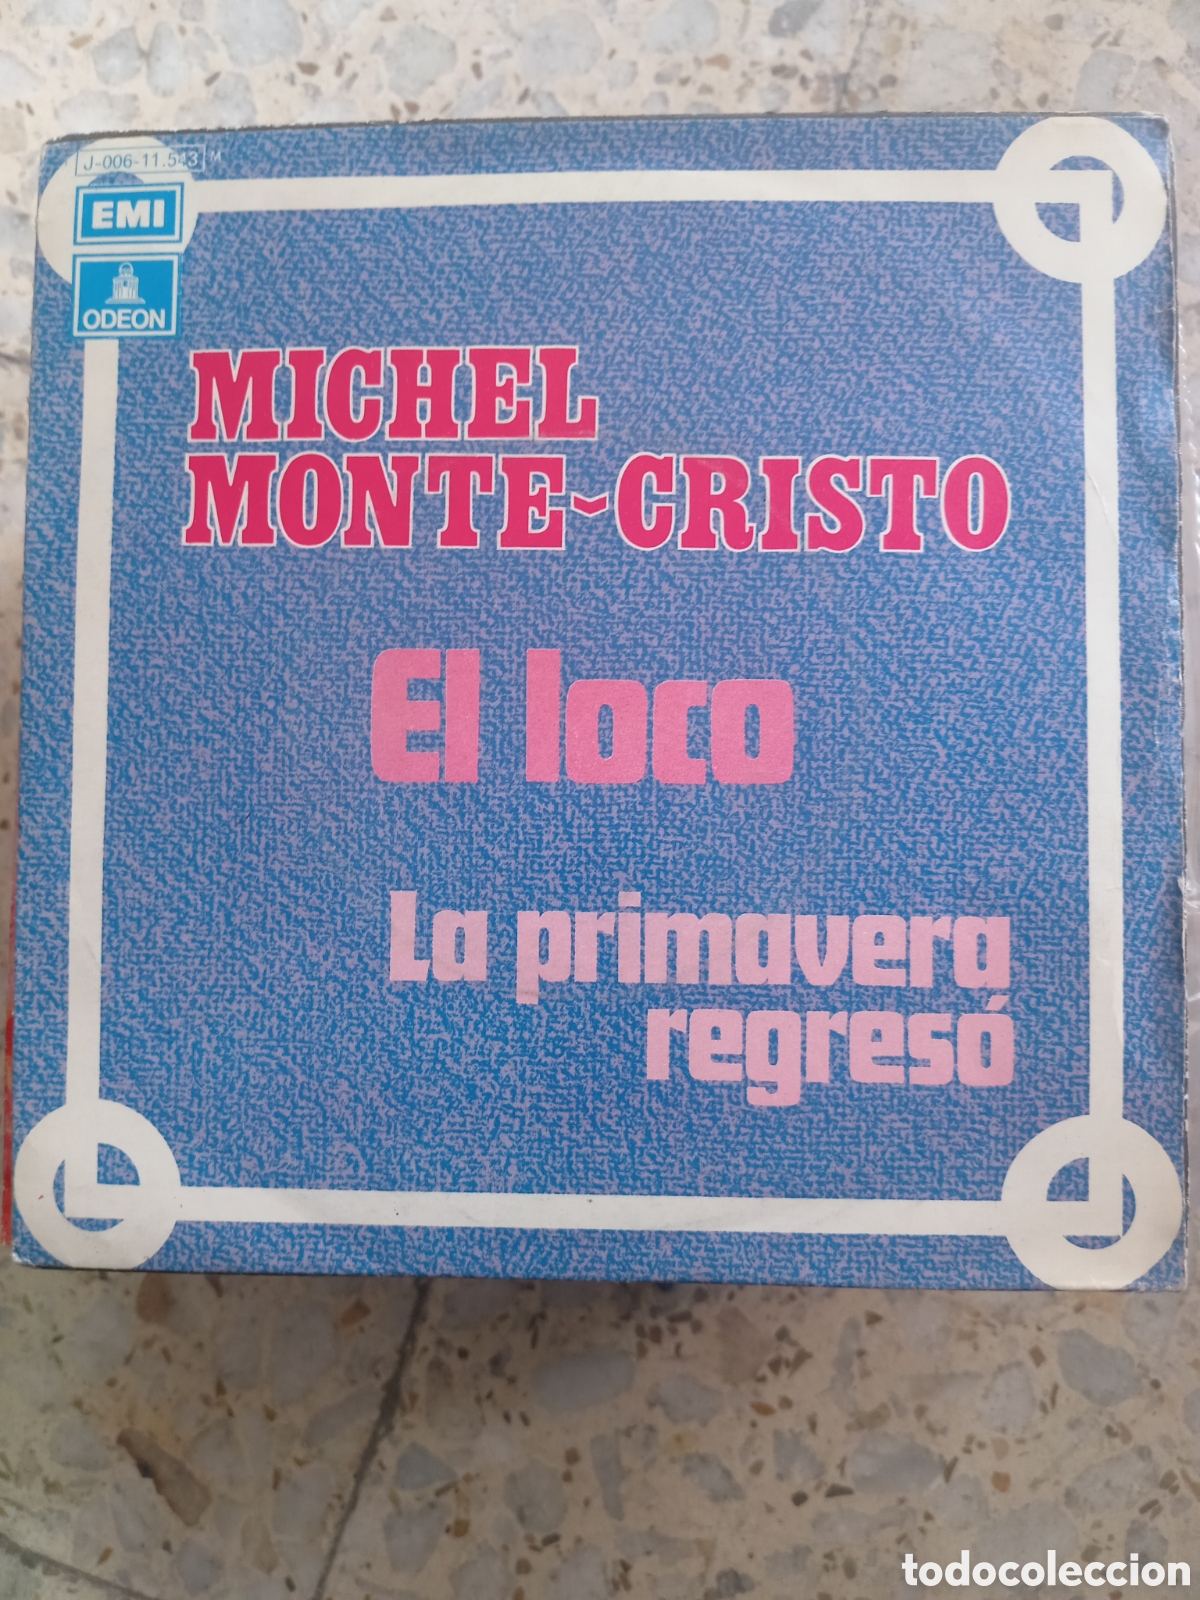 J-006-11.543 M
EMI
ODEON
MICHEL
MONTE-CRISTO
El loco
La primavera
regresó
todocoleccion